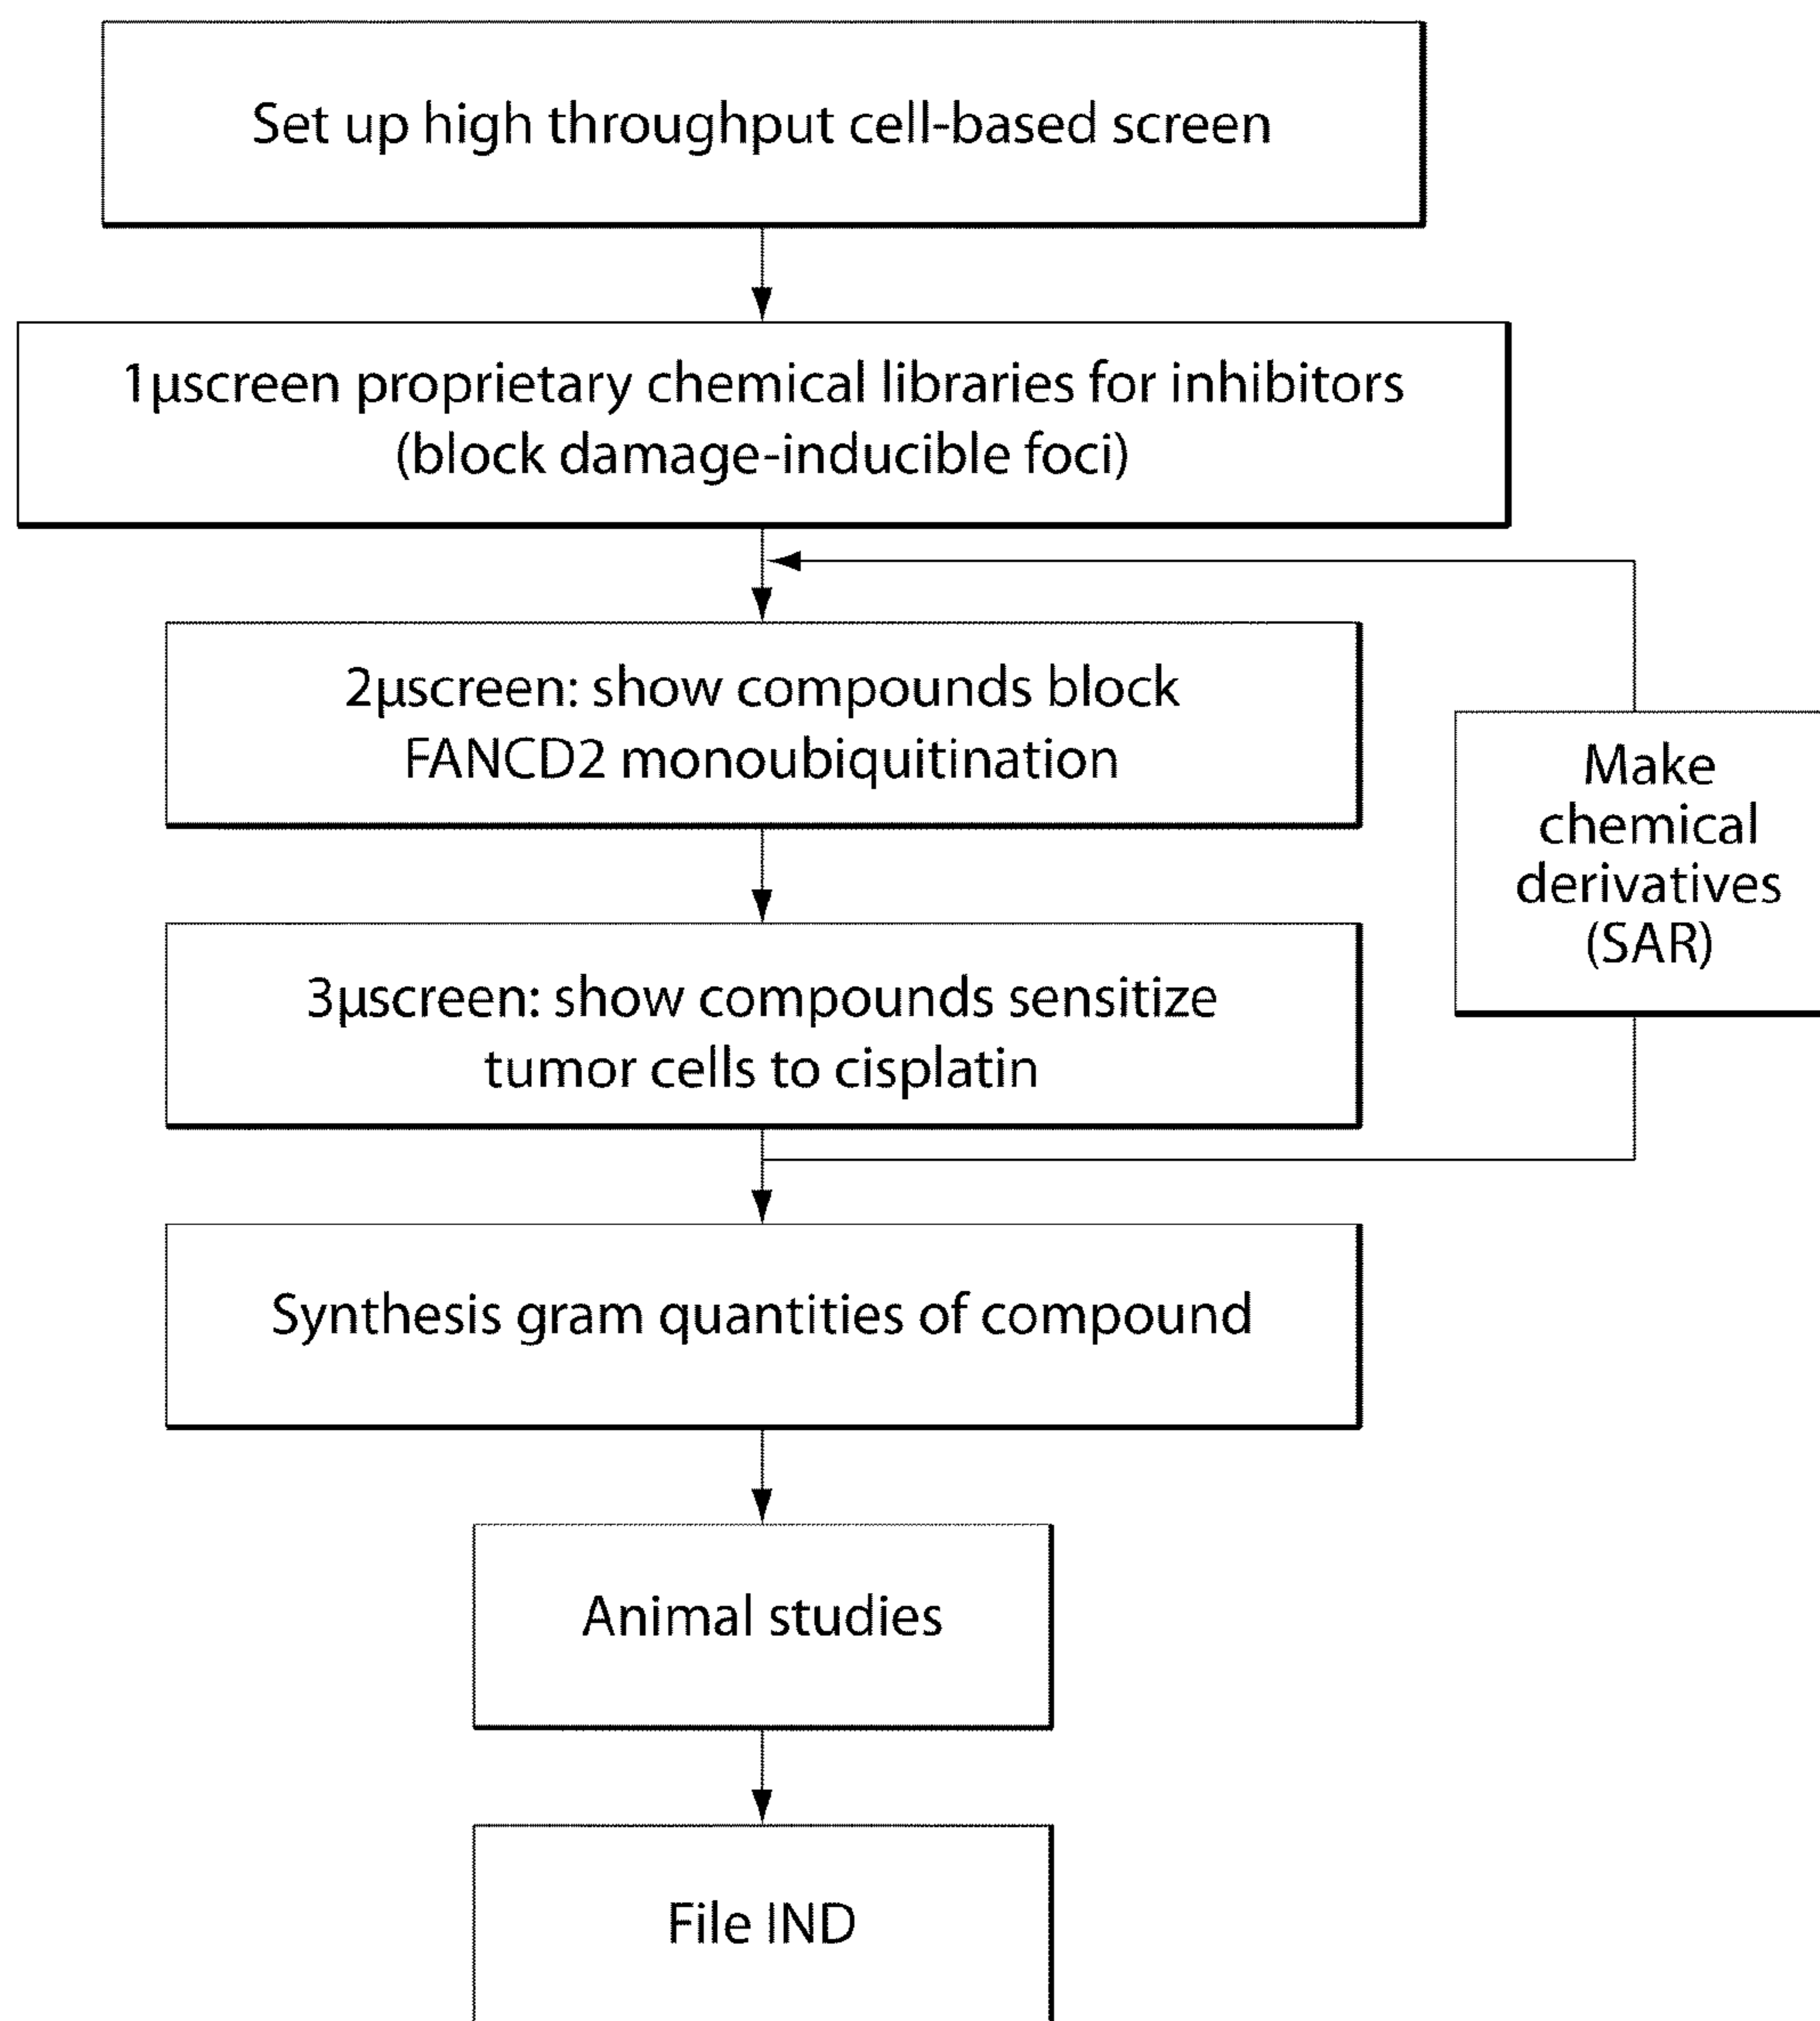 Set up high throughput cell-based screen
1µscreen proprietary chemical libraries for inhibitors
(block damage-inducible foci)
2µscreen: show compounds block
FANCD2 monoubiquitination
Make
chemical
derivatives
(SAR)
3µscreen: show compounds sensitize
tumor cells to cisplatin
Synthesis gram quantities of compound
Animal studies
File IND